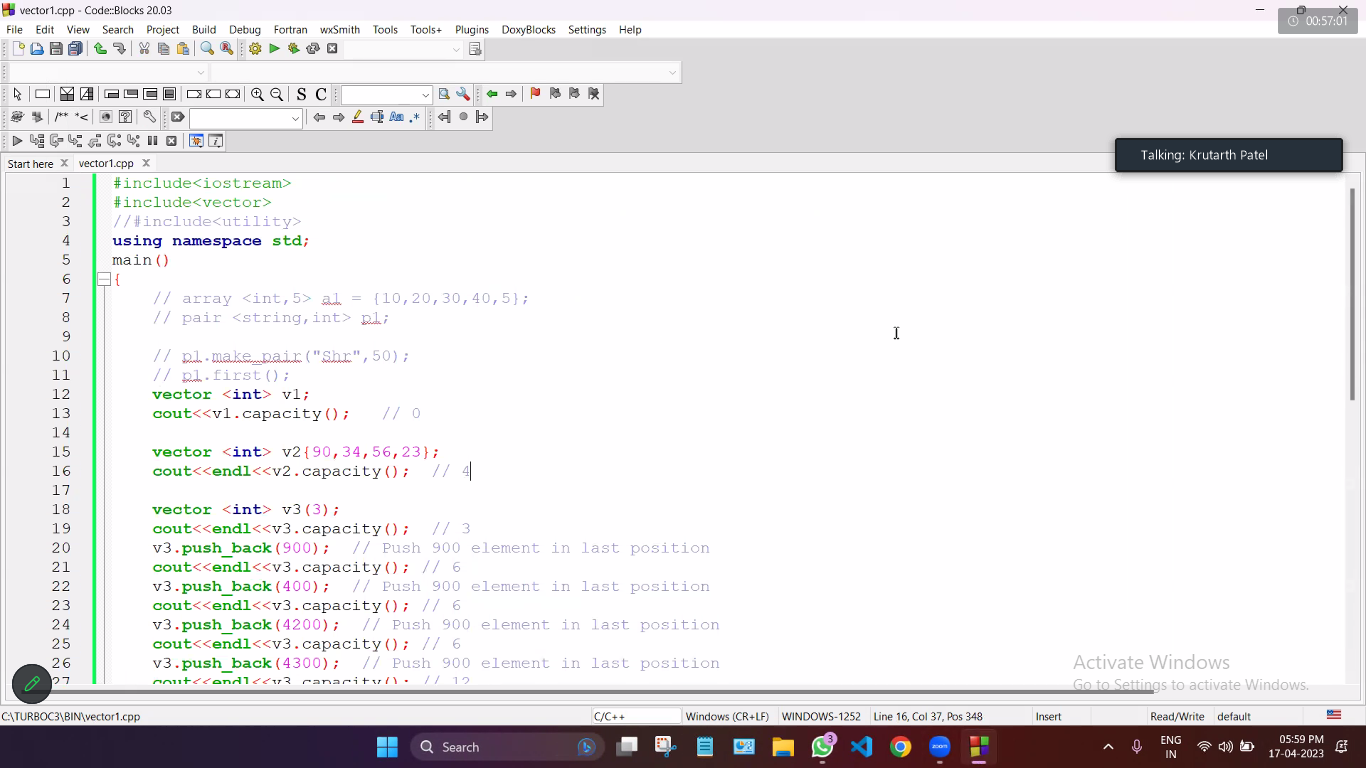 vector1.cpp - Code::Blocks 20.03
00:57:01
File Edit View Search Project Build Debug Fortran wxSmith Tools Tools+ Plugins DoxyBlocks Settings Help
S C
/** *<
Aa .*
Talking: Krutarth Patel
Start here vector1.cpp
1 #include<iostream>
2 #include<vector>
3 //#include<utility>
4 using namespace std;
5 main()
6 {
7 // array <int,5> a1 = {10,20,30,40,5};
8 // pair <string,int> p1;
9
10 // p1.make_pair("Shr",50);
11 // p1.first();
12 vector <int> v1;
13 cout<<v1.capacity(); // 0
14
15 vector <int> v2{90,34,56,23};
16 cout<<endl<<v2.capacity(); // 4
17
18 vector <int> v3(3);
19 cout<<endl<<v3.capacity(); // 3
20 v3.push_back(900); // Push 900 element in last position
21 cout<<endl<<v3.capacity(); // 6
22 v3.push_back(400); // Push 900 element in last position
23 cout<<endl<<v3.capacity(); // 6
24 v3.push_back(4200); // Push 900 element in last position
25 cout<<endl<<v3.capacity(); // 6
26 v3.push_back(4300); // Push 900 element in last position
27 cout<<endl<<v3.capacity(); // 12
Activate Windows
Go to Settings to activate Windows.
C:\TURBOC3\BIN\vector1.cpp C/C++ Windows (CR+LF) WINDOWS-1252 Line 16, Col 37, Pos 348 Insert Read/Write default
Search
3
zoom
ENG
IN
05:59 PM
17-04-2023